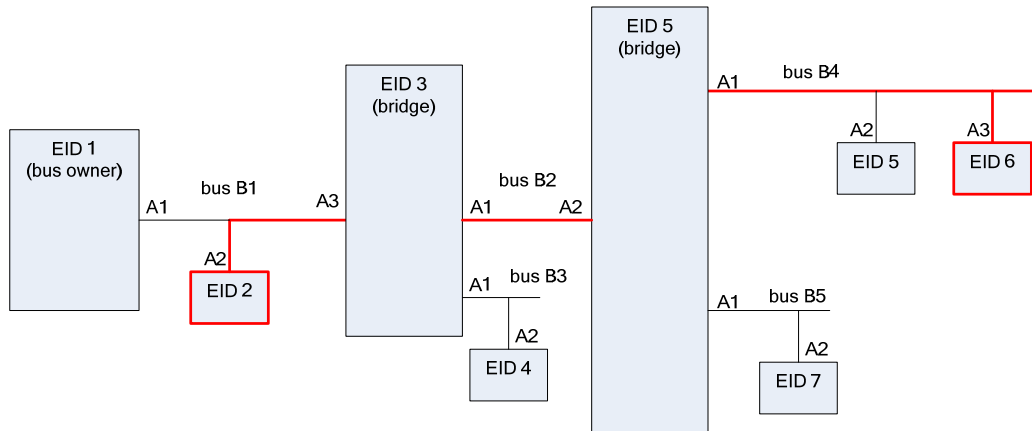 EID 1
(bus owner)
A1
bus B1
A2
EID 2
A3
EID 3
(bridge)
A1
bus B2
A2
A1
bus B3
A2
EID 4
EID 5
(bridge)
A1
bus B4
A2
EID 5
A3
EID 6
A1
bus B5
A2
EID 7